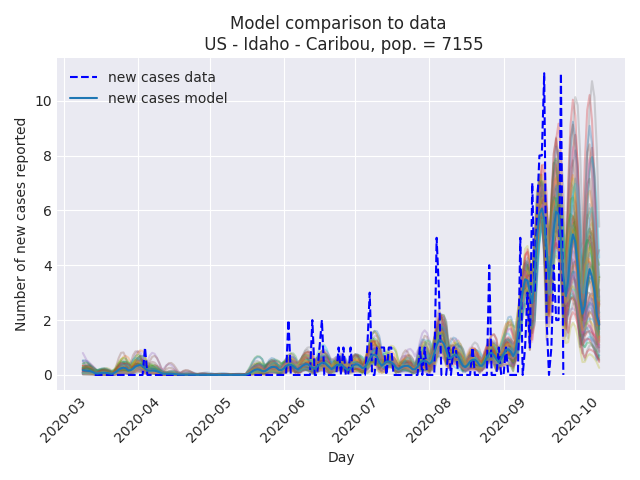 Model comparison to data
US - Idaho - Caribou, pop. = 7155
new cases data
new cases model
Number of new cases reported
10
8
6
4
2
0
2020-03
2020-04
2020-05
2020-06
2020-07
2020-08
2020-09
2020-10
Day